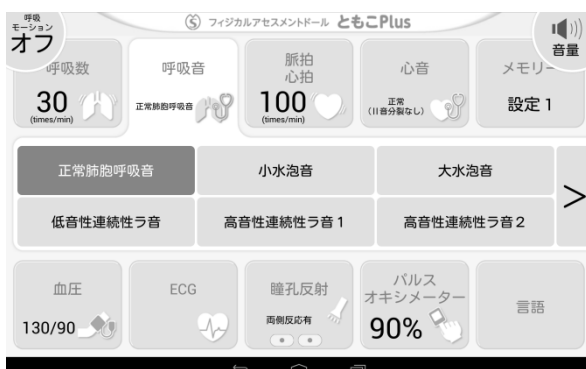 呼吸
モーション
オフ
フィジカルアセスメントドール ともこPlus
音量
呼吸数
30
(times/min)
呼吸音
正常肺胞呼吸音
脈拍
心拍
100
(times/min)
心音
正常
(II音分裂なし)
メモリー
設定 1
正常肺胞呼吸音
小水泡音
大水泡音
低音性連続性ラ音
高音性連続性ラ音 1
高音性連続性ラ音 2
>
血圧
130/90
ECG
瞳孔反射
両側反応有
パルス
オキシメーター
90%
言語